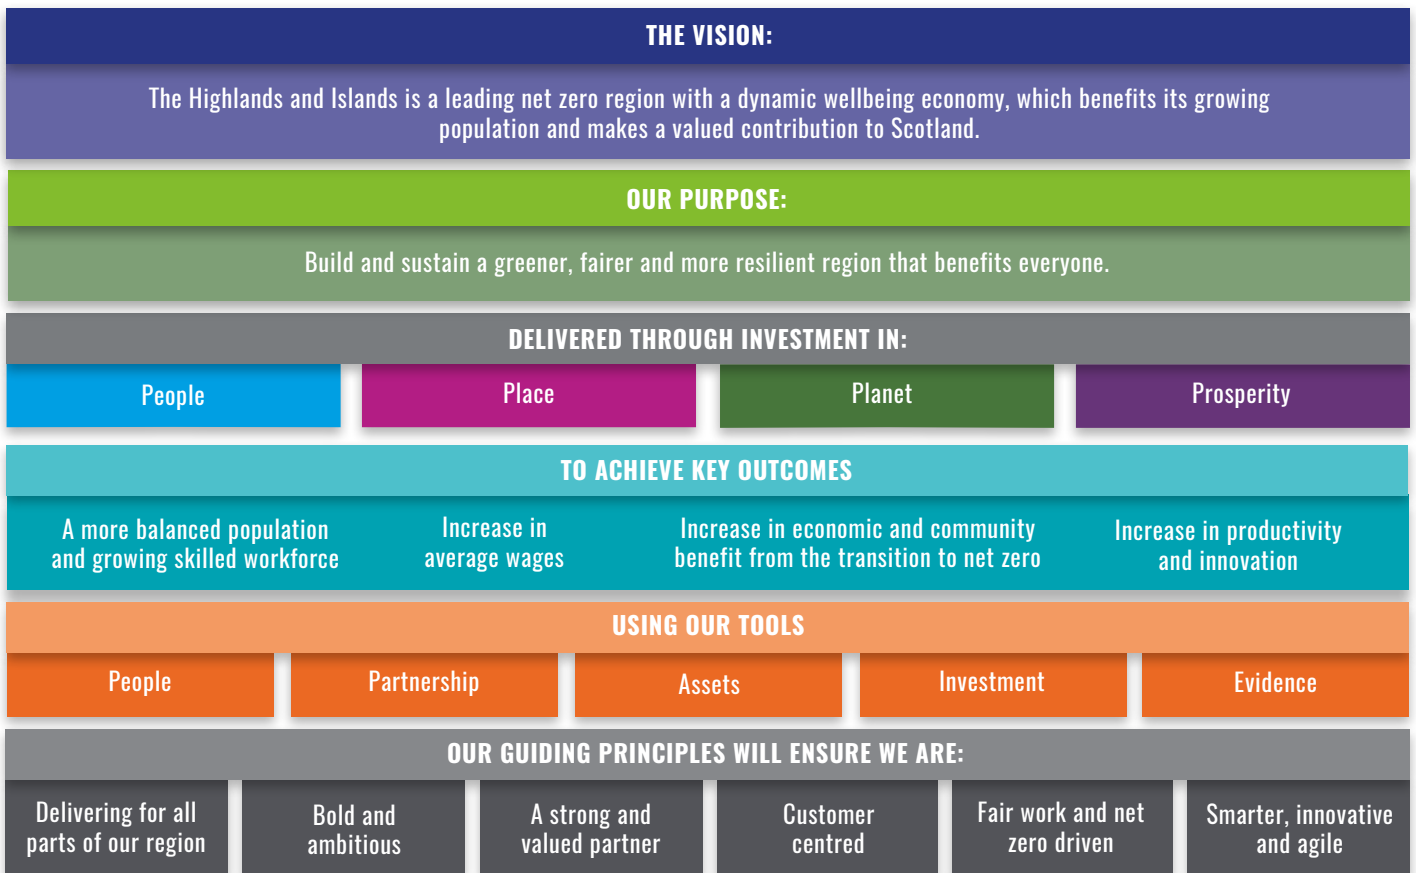 THE VISION:
The Highlands and Islands is a leading net zero region with a dynamic wellbeing economy, which benefits its growing
population and makes a valued contribution to Scotland.
OUR PURPOSE:
Build and sustain a greener, fairer and more resilient region that benefits everyone.
DELIVERED THROUGH INVESTMENT IN:
People
Place
Planet
Prosperity
TO ACHIEVE KEY OUTCOMES
A more balanced population
and growing skilled workforce
Increase in
average wages
Increase in economic and community
benefit from the transition to net zero
Increase in productivity
and innovation
USING OUR TOOLS
People
Partnership
Assets
Investment
Evidence
OUR GUIDING PRINCIPLES WILL ENSURE WE ARE:
Delivering for all
parts of our region
Bold and
ambitious
A strong and
valued partner
Customer
centred
Fair work and net
zero driven
Smarter, innovative
and agile